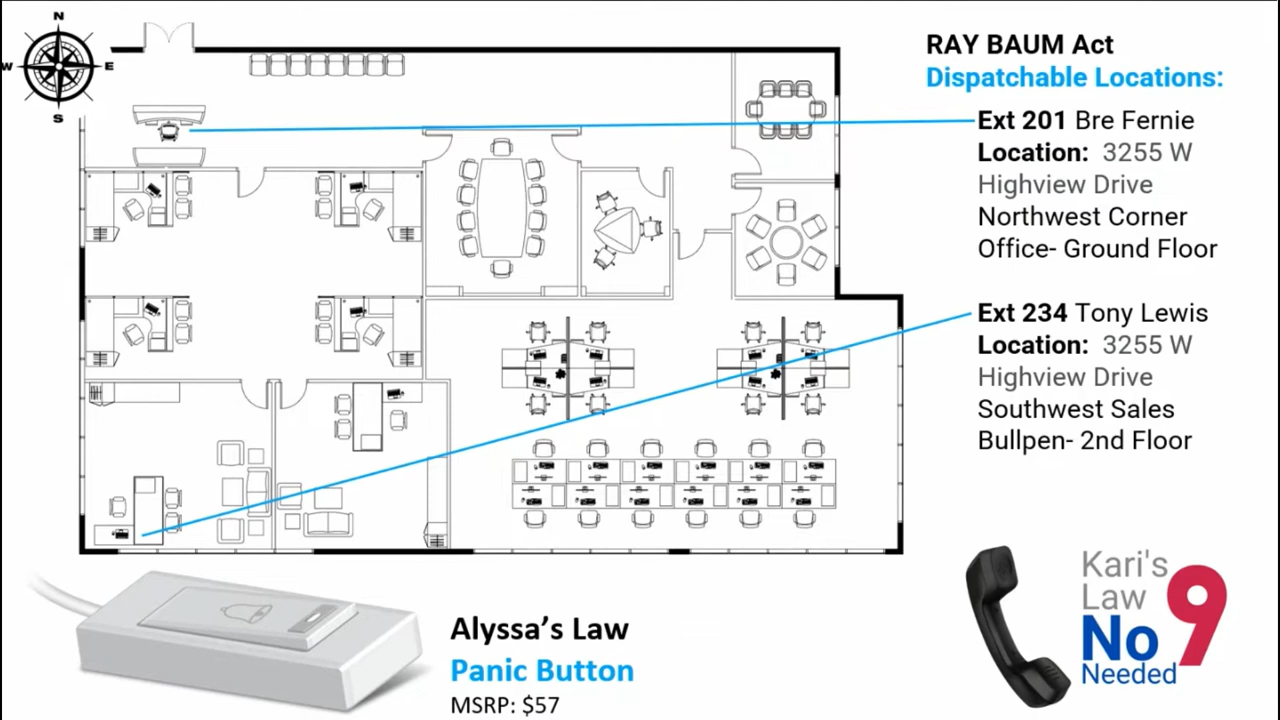 N
W
E
S
RAY BAUM Act
Dispatchable Locations:
Ext 201 Bre Fernie
Location: 3255 W
Highview Drive
Northwest Corner
Office- Ground Floor
Ext 234 Tony Lewis
Location: 3255 W
Highview Drive
Southwest Sales
Bullpen- 2nd Floor
Alyssa’s Law
Panic Button
MSRP: $57
Kari's
Law
No 9
Needed